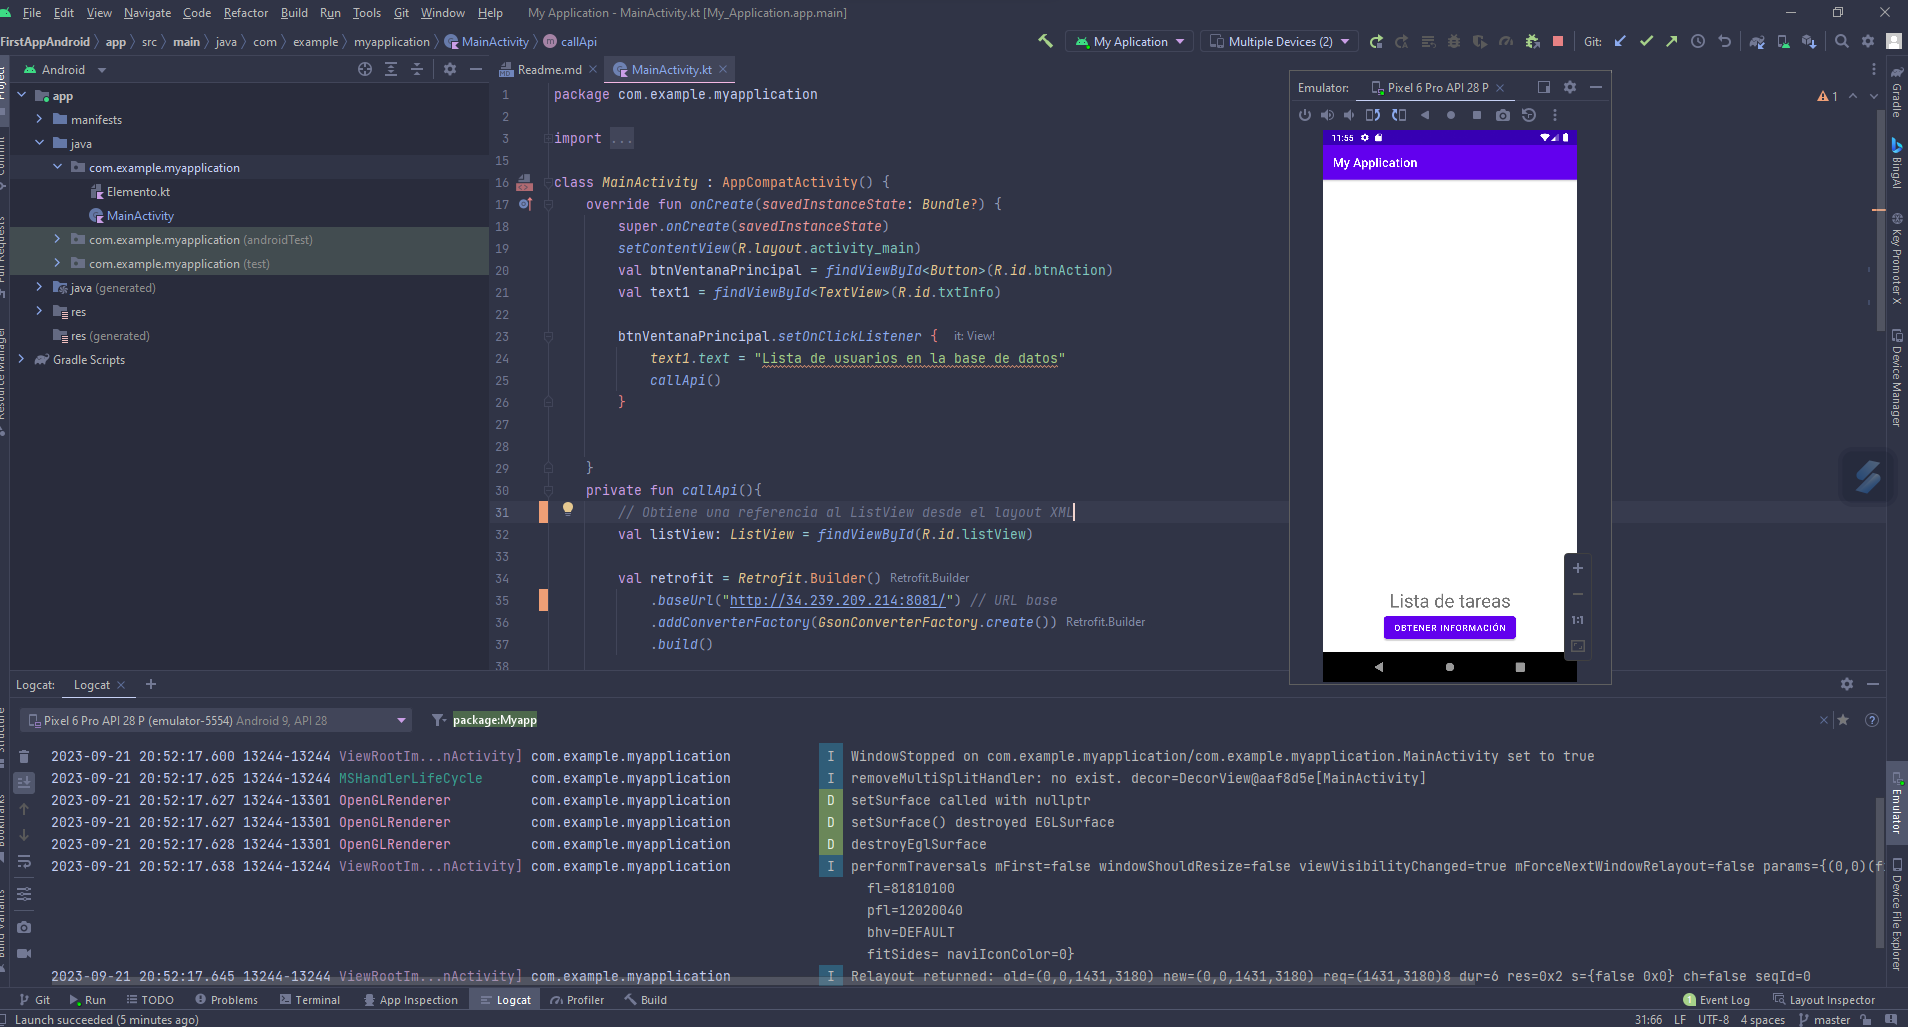 File Edit View Navigate Code Refactor Build Run Tools Git Window Help My Application - MainActivity.kt [My_Application.app.main]
FirstAppAndroid app src main java com example myapplication MainActivity callApi
My Aplication Multiple Devices (2) Git:
Android
Readme.md MainActivity.kt
app
manifests
java
com.example.myapplication
Elemento.kt
MainActivity
com.example.myapplication (androidTest)
com.example.myapplication (test)
java (generated)
res
res (generated)
Gradle Scripts
1 package com.example.myapplication
2
3 import ...
15
16 class MainActivity : AppCompatActivity() {
17 override fun onCreate(savedInstanceState: Bundle?) {
18 super.onCreate(savedInstanceState)
19 setContentView(R.layout.activity_main)
20 val btnVentanaPrincipal = findViewById<Button>(R.id.btnAction)
21 val text1 = findViewById<TextView>(R.id.txtInfo)
22
23 btnVentanaPrincipal.setOnClickListener { it: View!
24 text1.text = "Lista de usuarios en la base de datos"
25 callApi()
26 }
27
28
29 }
30 private fun callApi(){
31 // Obtiene una referencia al ListView desde el layout XML
32 val listView: ListView = findViewById(R.id.listView)
33
34 val retrofit = Retrofit.Builder() Retrofit.Builder
35 .baseUrl("http://34.239.209.214:8081/") // URL base
36 .addConverterFactory(GsonConverterFactory.create()) Retrofit.Builder
37 .build()
38
1
Emulator: Pixel 6 Pro API 28 P
11:55
My Application
Lista de tareas
OBTENER INFORMACIÓN
1:1
Gradle
BingAI
Key Promoter X
Device Manager
Emulator
Device File Explorer
Project
Commit
Pull Requests
Resource Manager
Structure
Bookmarks
Build Variants
Logcat: Logcat
Pixel 6 Pro API 28 P (emulator-5554) Android 9, API 28 package:Myapp
2023-09-21 20:52:17.600 13244-13244 ViewRootIm...nActivity] com.example.myapplication I WindowStopped on com.example.myapplication/com.example.myapplication.MainActivity set to true
2023-09-21 20:52:17.625 13244-13244 MSHandlerLifeCycle com.example.myapplication I removeMultiSplitHandler: no exist. decor=DecorView@aaf8d5e[MainActivity]
2023-09-21 20:52:17.627 13244-13301 OpenGLRenderer com.example.myapplication D setSurface called with nullptr
2023-09-21 20:52:17.627 13244-13301 OpenGLRenderer com.example.myapplication D setSurface() destroyed EGLSurface
2023-09-21 20:52:17.628 13244-13301 OpenGLRenderer com.example.myapplication D destroyEglSurface
2023-09-21 20:52:17.638 13244-13244 ViewRootIm...nActivity] com.example.myapplication I performTraversals mFirst=false windowShouldResize=false viewVisibilityChanged=true mForceNextWindowRelayout=false params={(0,0)(f
fl=81810100
pfl=12020040
bhv=DEFAULT
fitSides= naviIconColor=0}
2023-09-21 20:52:17.645 13244-13244 ViewRootIm...nActivity] com.example.myapplication I Relayout returned: old=(0,0,1431,3180) new=(0,0,1431,3180) req=(1431,3180)8 dur=6 res=0x2 s={false 0x0} ch=false seqId=0
Git Run TODO Problems Terminal App Inspection Logcat Profiler Build 1 Event Log Layout Inspector
Launch succeeded (5 minutes ago) 31:66 LF UTF-8 4 spaces master